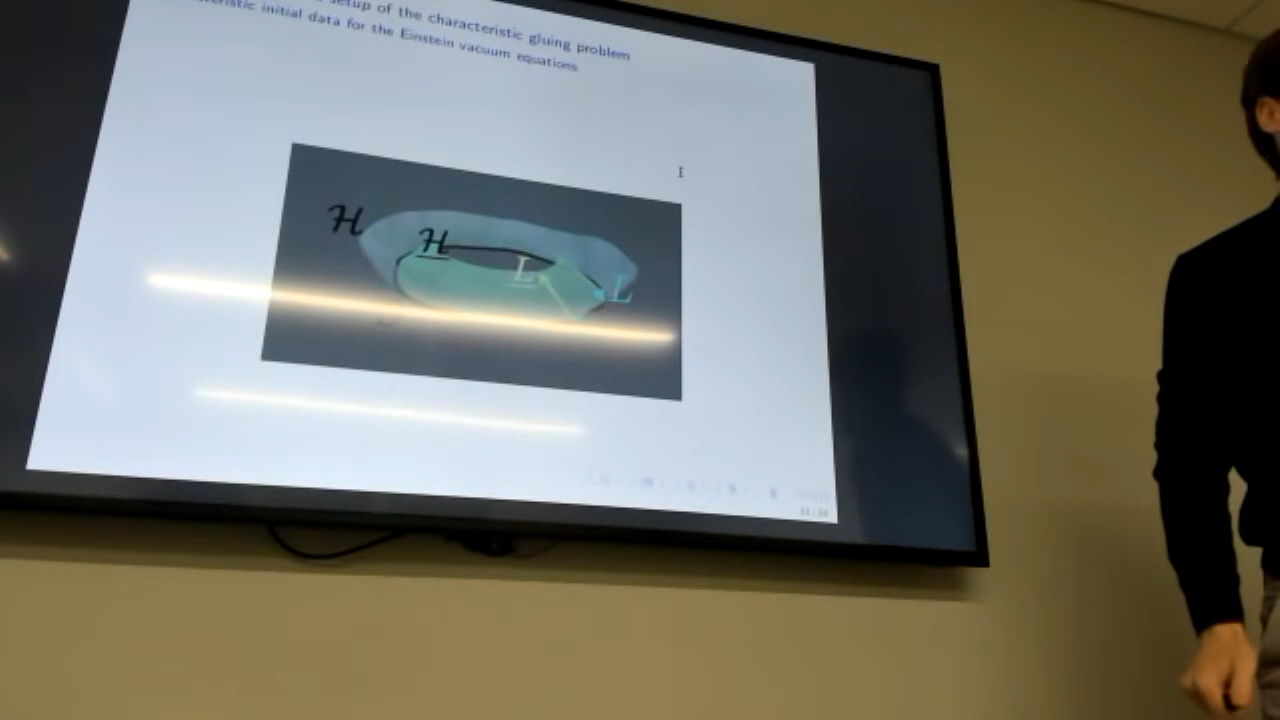 setup of the characteristic gluing problem
initial data for the Einstein vacuum equations
ℋ
ℋ
L
L